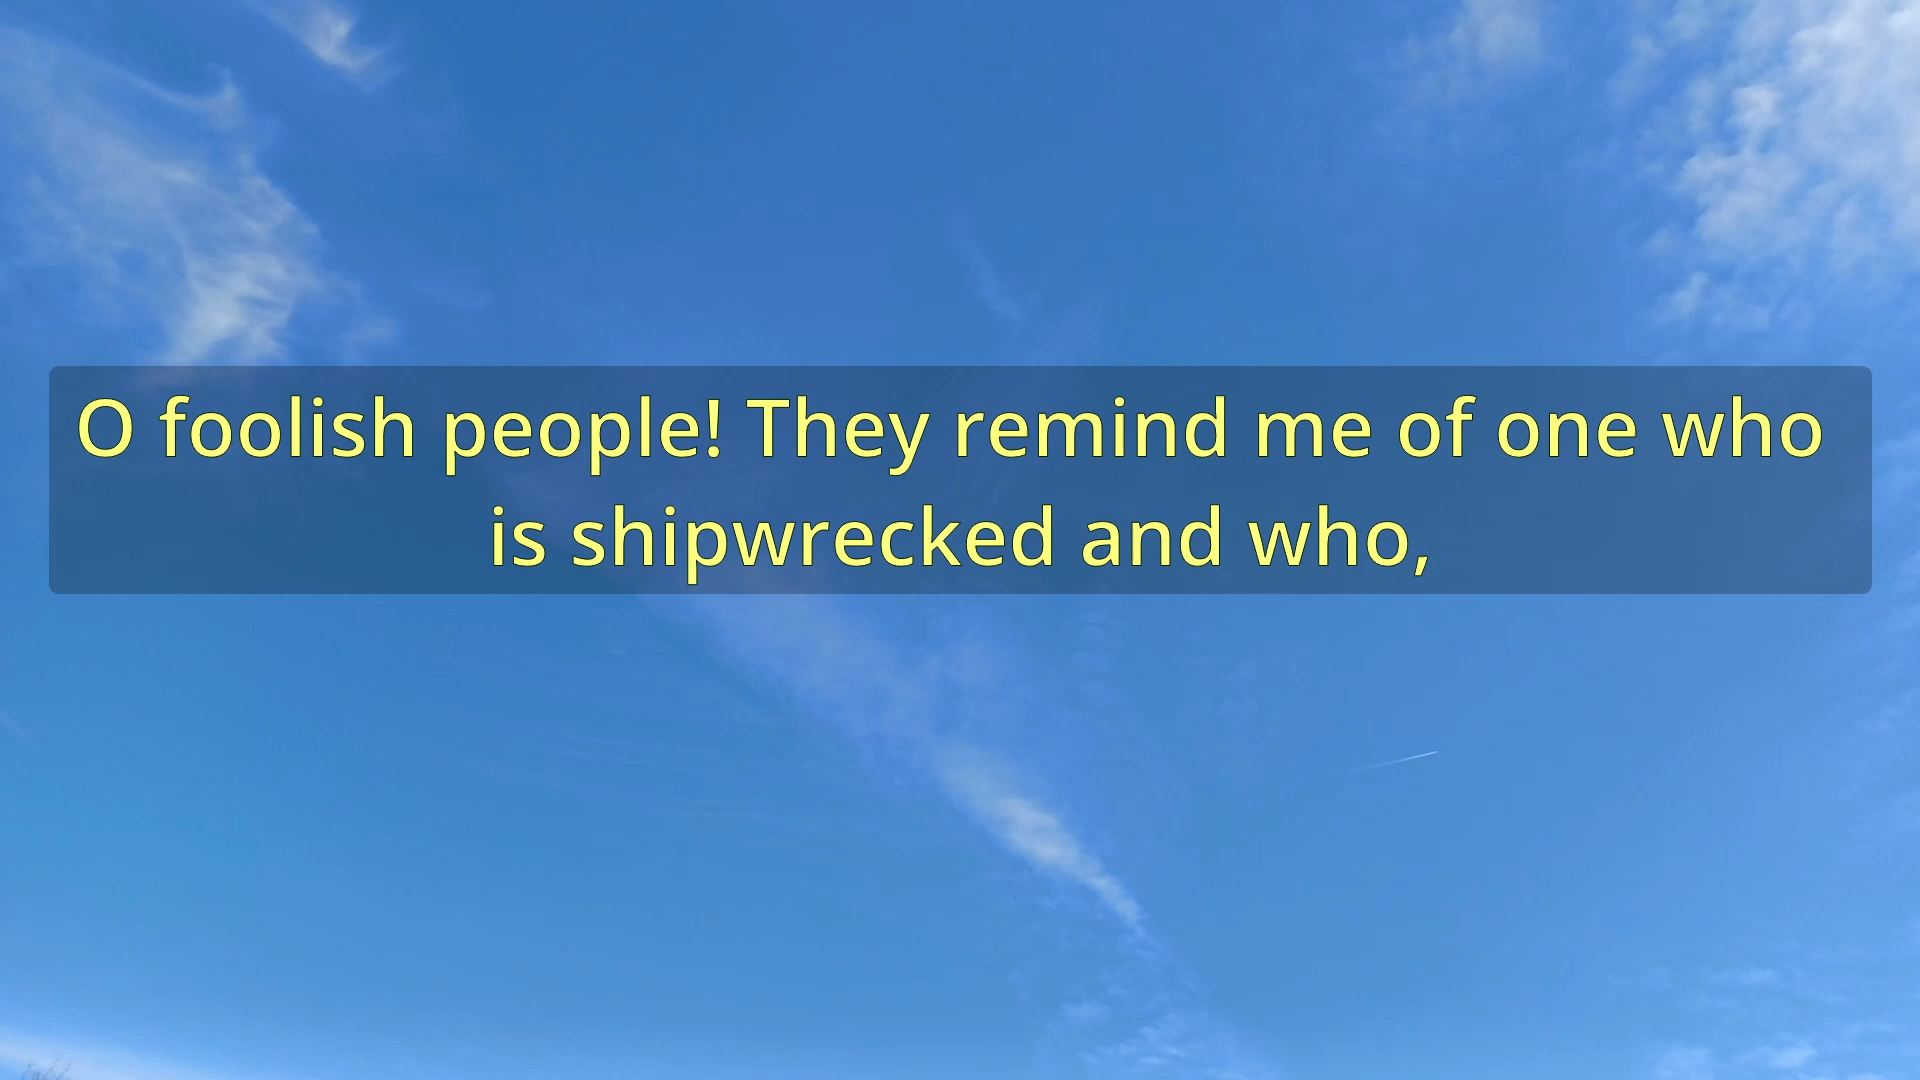 O foolish people! They remind me of one who
is shipwrecked and who,